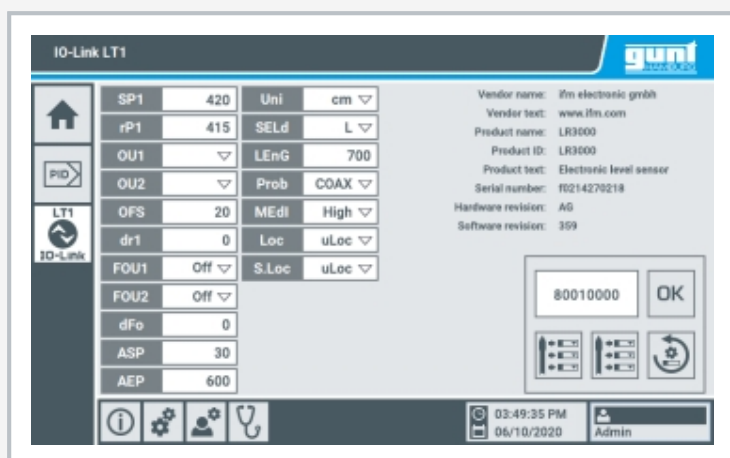 IO-Link LT1
gunt
HAMBURG
SP1 420 Uni cm
rP1 415 SELd L
OU1 LEnG 700
OU2 Prob COAX
OFS 20 MEdI High
dr1 0 Loc uLoc
FOU1 Off S.Loc uLoc
FOU2 Off
dFo 0
ASP 30
AEP 600
PID
LT1
IO-Link
Vendor name: ifm electronic gmbh
Vendor text: www.ifm.com
Product name: LR3000
Product ID: LR3000
Product text: Electronic level sensor
Serial number: f0214270218
Hardware revision: AG
Software revision: 359
80010000 OK
03:49:35 PM
06/10/2020
Admin